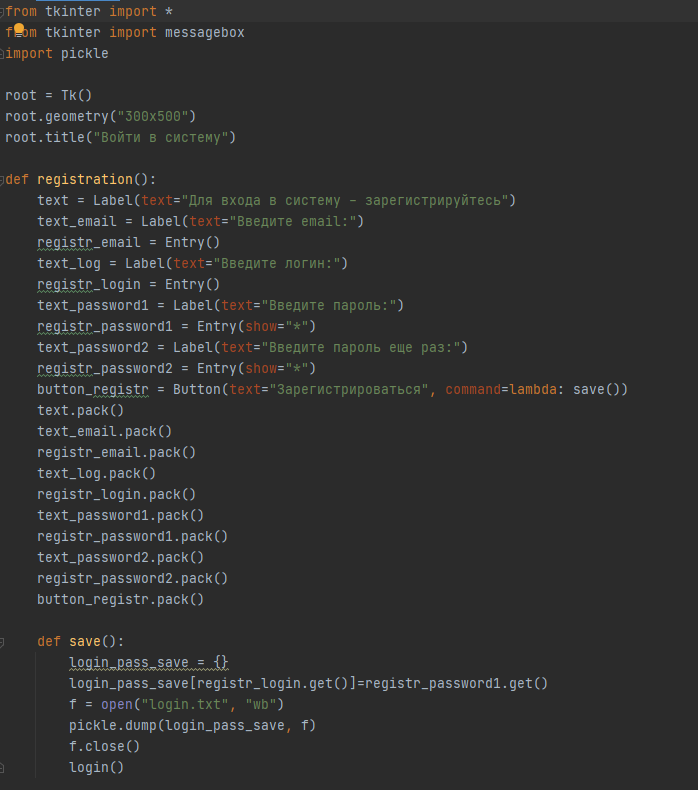 from tkinter import *
from tkinter import messagebox
import pickle

root = Tk()
root.geometry("300x500")
root.title("Войти в систему")

def registration():
    text = Label(text="Для входа в систему – зарегистрируйтесь")
    text_email = Label(text="Введите email:")
    registr_email = Entry()
    text_log = Label(text="Введите логин:")
    registr_login = Entry()
    text_password1 = Label(text="Введите пароль:")
    registr_password1 = Entry(show="*")
    text_password2 = Label(text="Введите пароль еще раз:")
    registr_password2 = Entry(show="*")
    button_registr = Button(text="Зарегистрироваться", command=lambda: save())
    text.pack()
    text_email.pack()
    registr_email.pack()
    text_log.pack()
    registr_login.pack()
    text_password1.pack()
    registr_password1.pack()
    text_password2.pack()
    registr_password2.pack()
    button_registr.pack()

    def save():
        login_pass_save = {}
        login_pass_save[registr_login.get()]=registr_password1.get()
        f = open("login.txt", "wb")
        pickle.dump(login_pass_save, f)
        f.close()
        login()